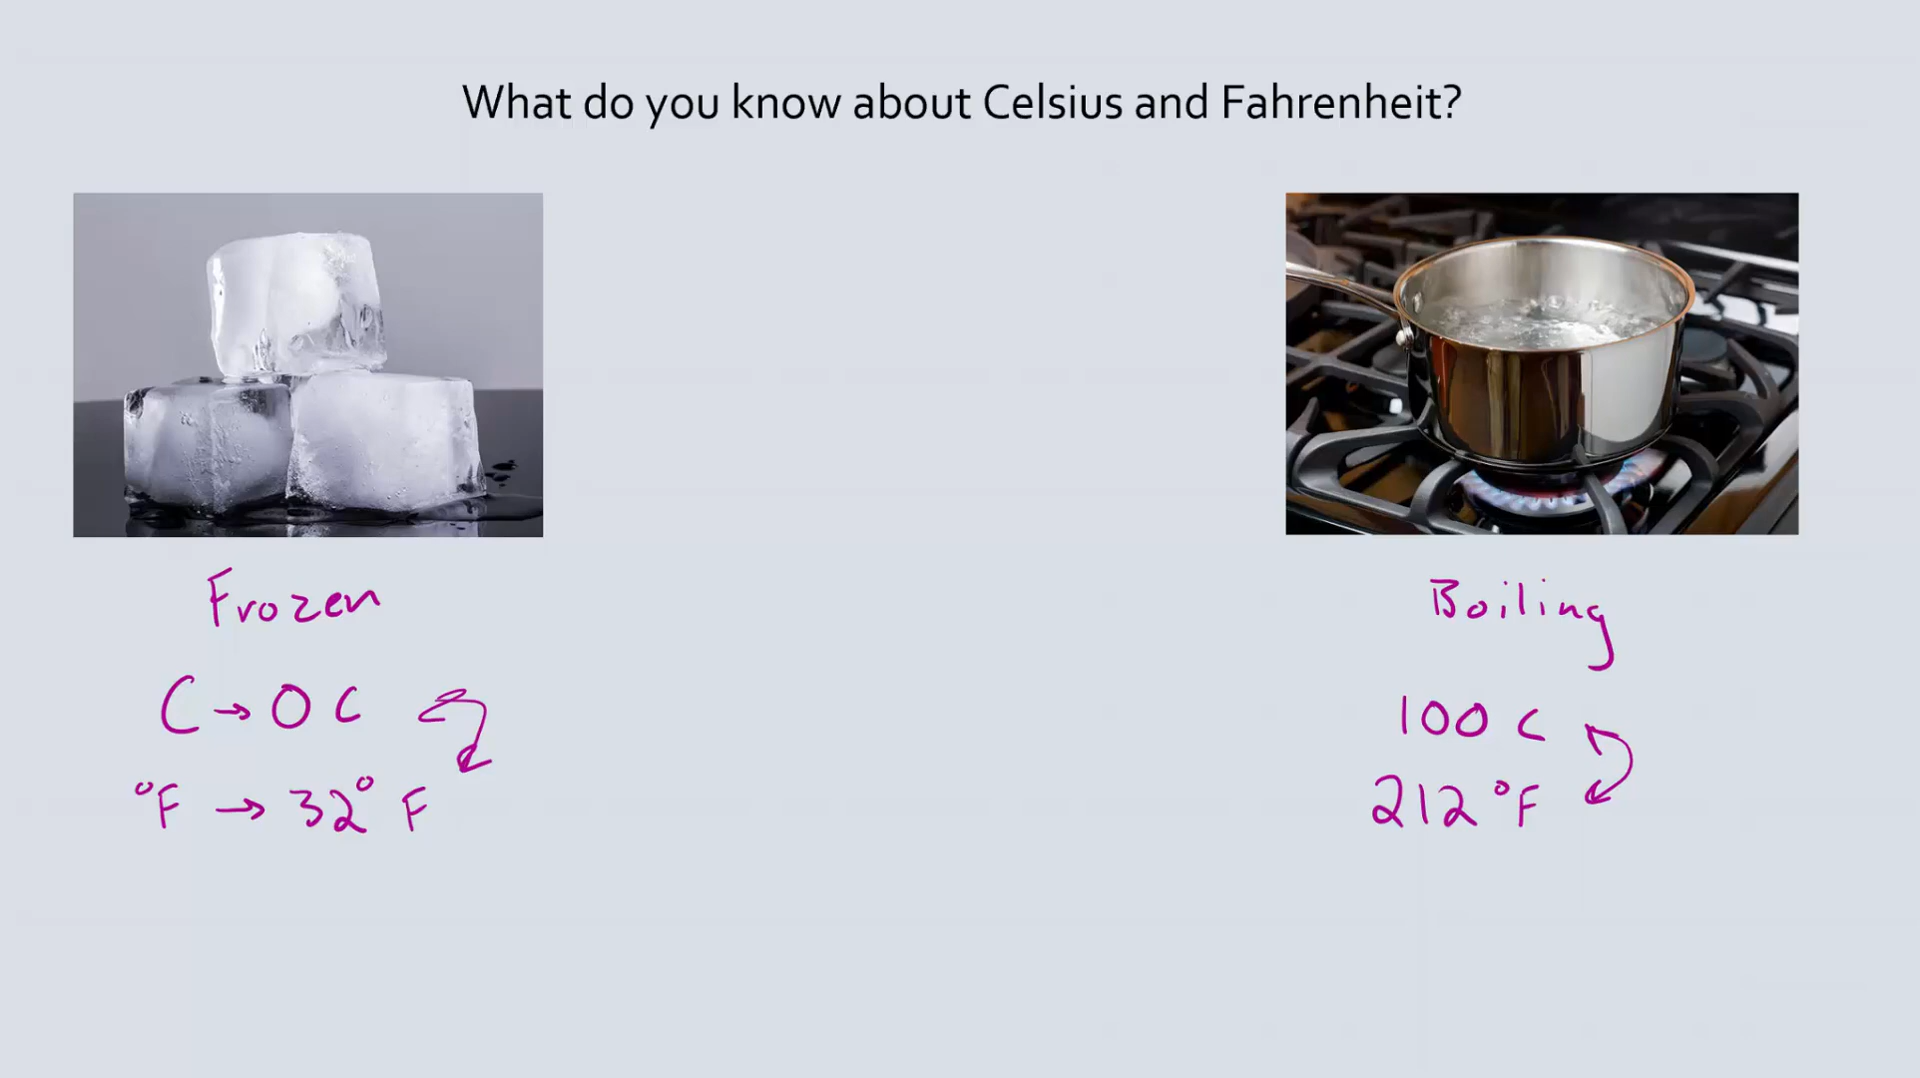 What do you know about Celsius and Fahrenheit?
Frozen
C → 0 C
°F → 32° F
Boiling
100 C
212 °F